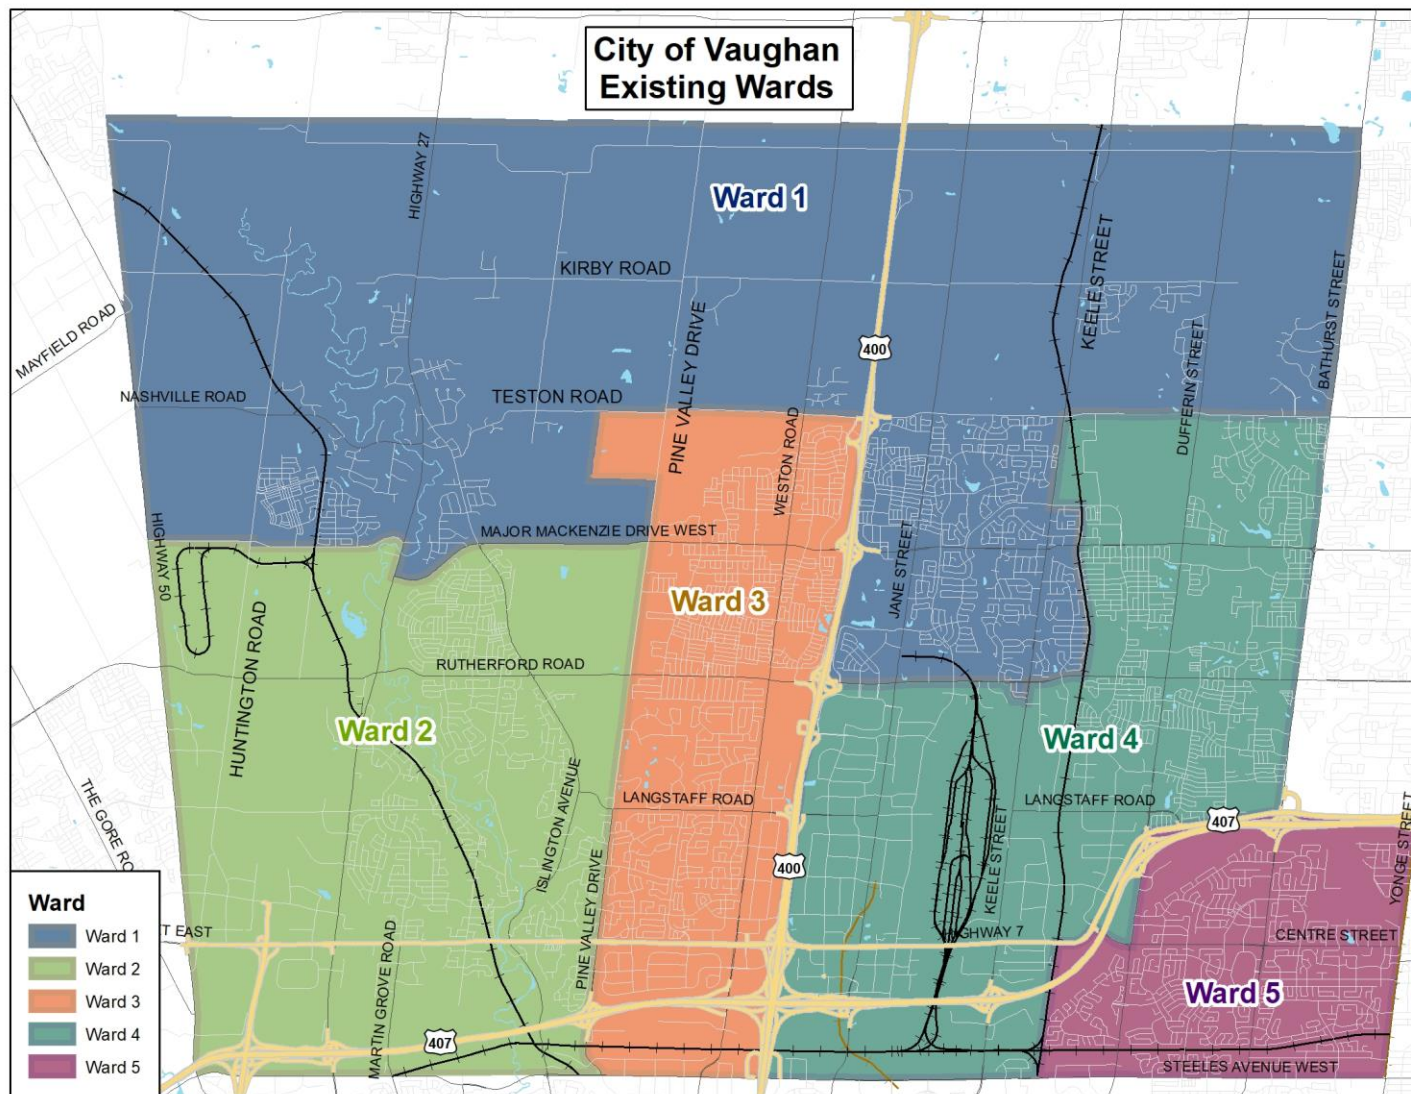 City of Vaughan
Existing Wards
HIGHWAY 27
Ward 1
KIRBY ROAD
KEELE STREET
BATHURST STREET
MAYFIELD ROAD
PINE VALLEY DRIVE
400
DUFFERIN STREET
NASHVILLE ROAD
TESTON ROAD
WESTON ROAD
HIGHWAY 50
MAJOR MACKENZIE DRIVE WEST
JANE STREET
Ward 3
HUNTINGTON ROAD
RUTHERFORD ROAD
Ward 2
Ward 4
THE GORE RO
ISLINGTON AVENUE
LANGSTAFF ROAD
LANGSTAFF ROAD
407
YONGE STREET
400
KEELE STREET
PINE VALLEY DRIVE
Ward
Ward 1
Ward 2
Ward 3
Ward 4
Ward 5
T EAST
MARTIN GROVE ROAD
GHWAY 7
CENTRE STREET
Ward 5
407
STEELES AVENUE WEST